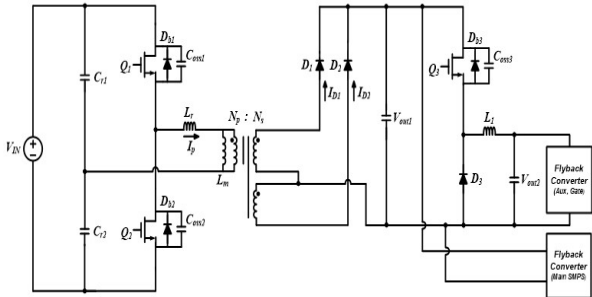 D_b1
C_oss1
Q_1
C_r1
D_1
D_2
I_D1
I_D2
D_b3
Q_3
C_oss3
V_IN
L_r
I_p
N_p : N_s
L_m
V_out1
L_1
D_3
V_out2
Flyback
Converter
(Aux, Gate)
D_b2
C_oss2
Q_2
C_r2
Flyback
Converter
(Main SMPS)